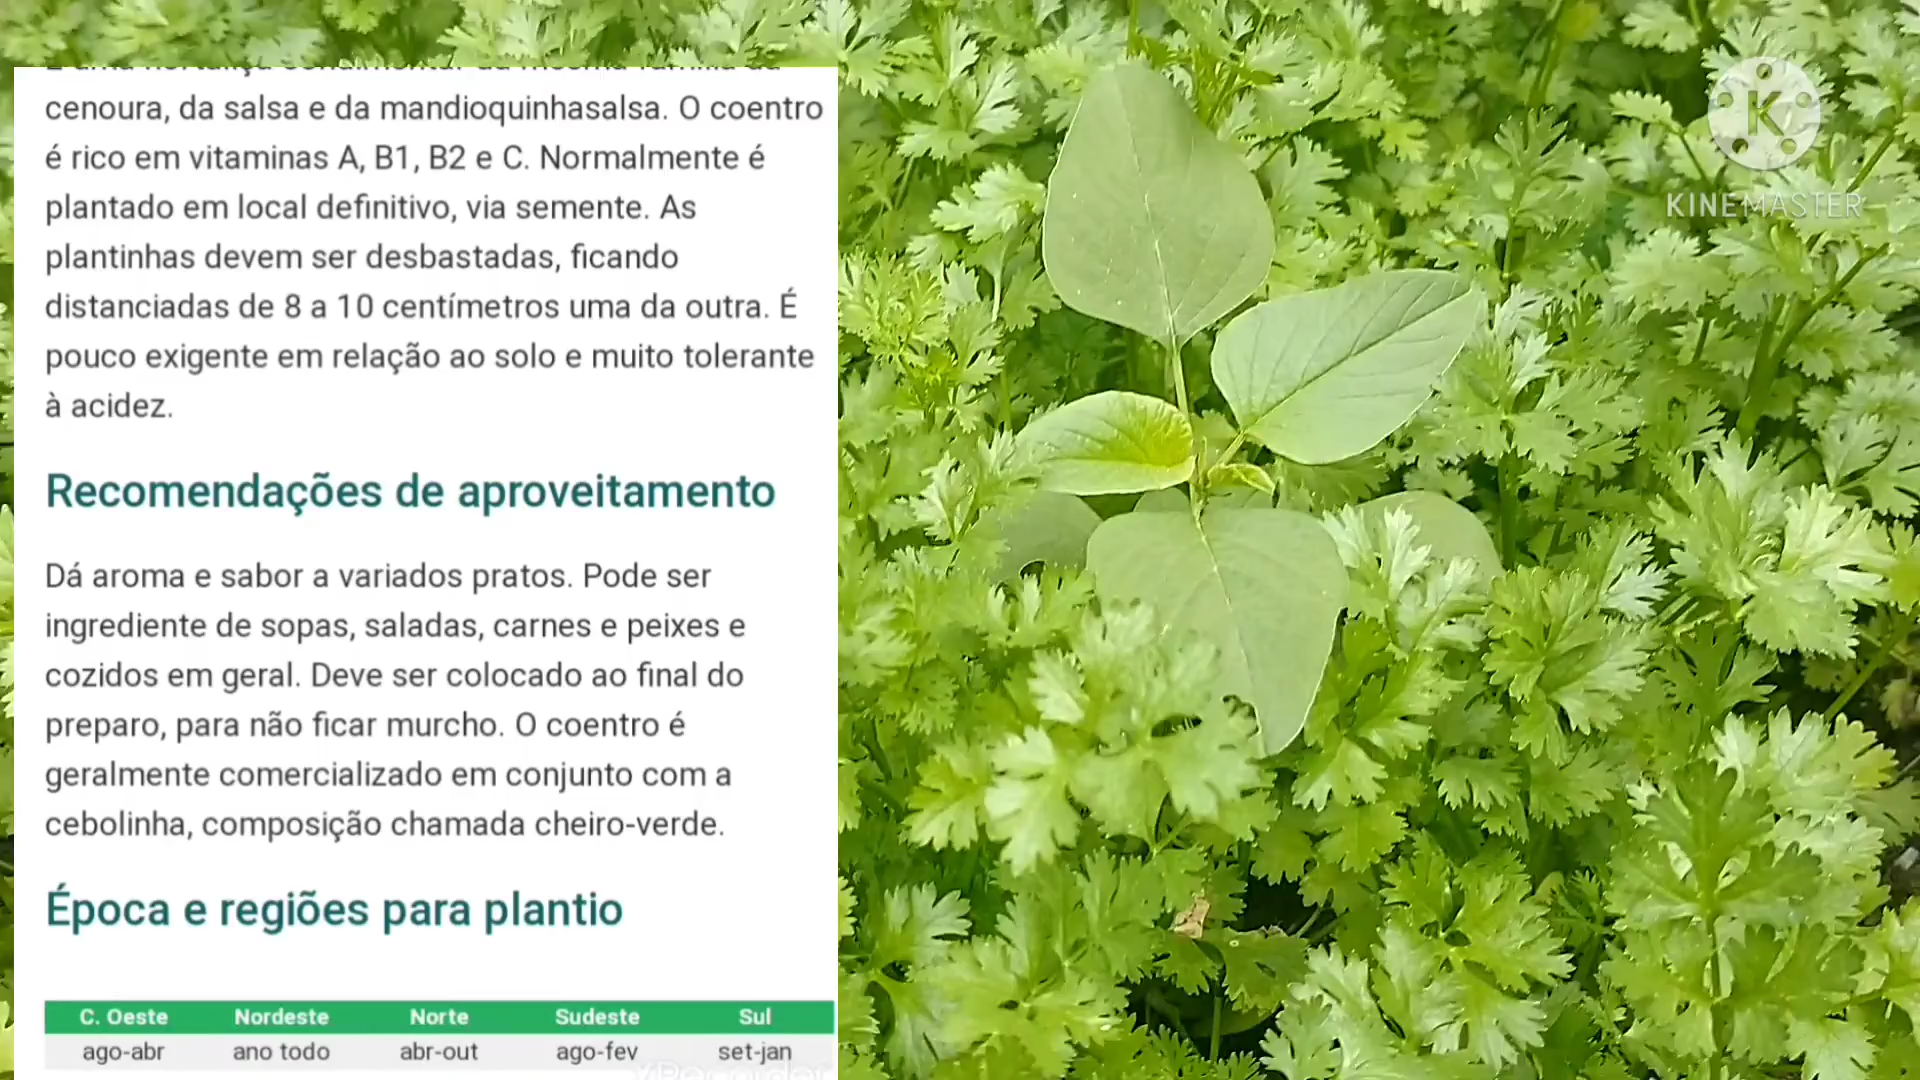 cenoura, da salsa e da mandioquinhasalsa. O coentro
é rico em vitaminas A, B1, B2 e C. Normalmente é
plantado em local definitivo, via semente. As
plantinhas devem ser desbastadas, ficando
distanciadas de 8 a 10 centímetros uma da outra. É
pouco exigente em relação ao solo e muito tolerante
à acidez.
Recomendações de aproveitamento
Dá aroma e sabor a variados pratos. Pode ser
ingrediente de sopas, saladas, carnes e peixes e
cozidos em geral. Deve ser colocado ao final do
preparo, para não ficar murcho. O coentro é
geralmente comercializado em conjunto com a
cebolinha, composição chamada cheiro-verde.
Época e regiões para plantio
C. Oeste Nordeste Norte Sudeste Sul
ago-abr ano todo abr-out ago-fev set-jan
K
KINEMASTER